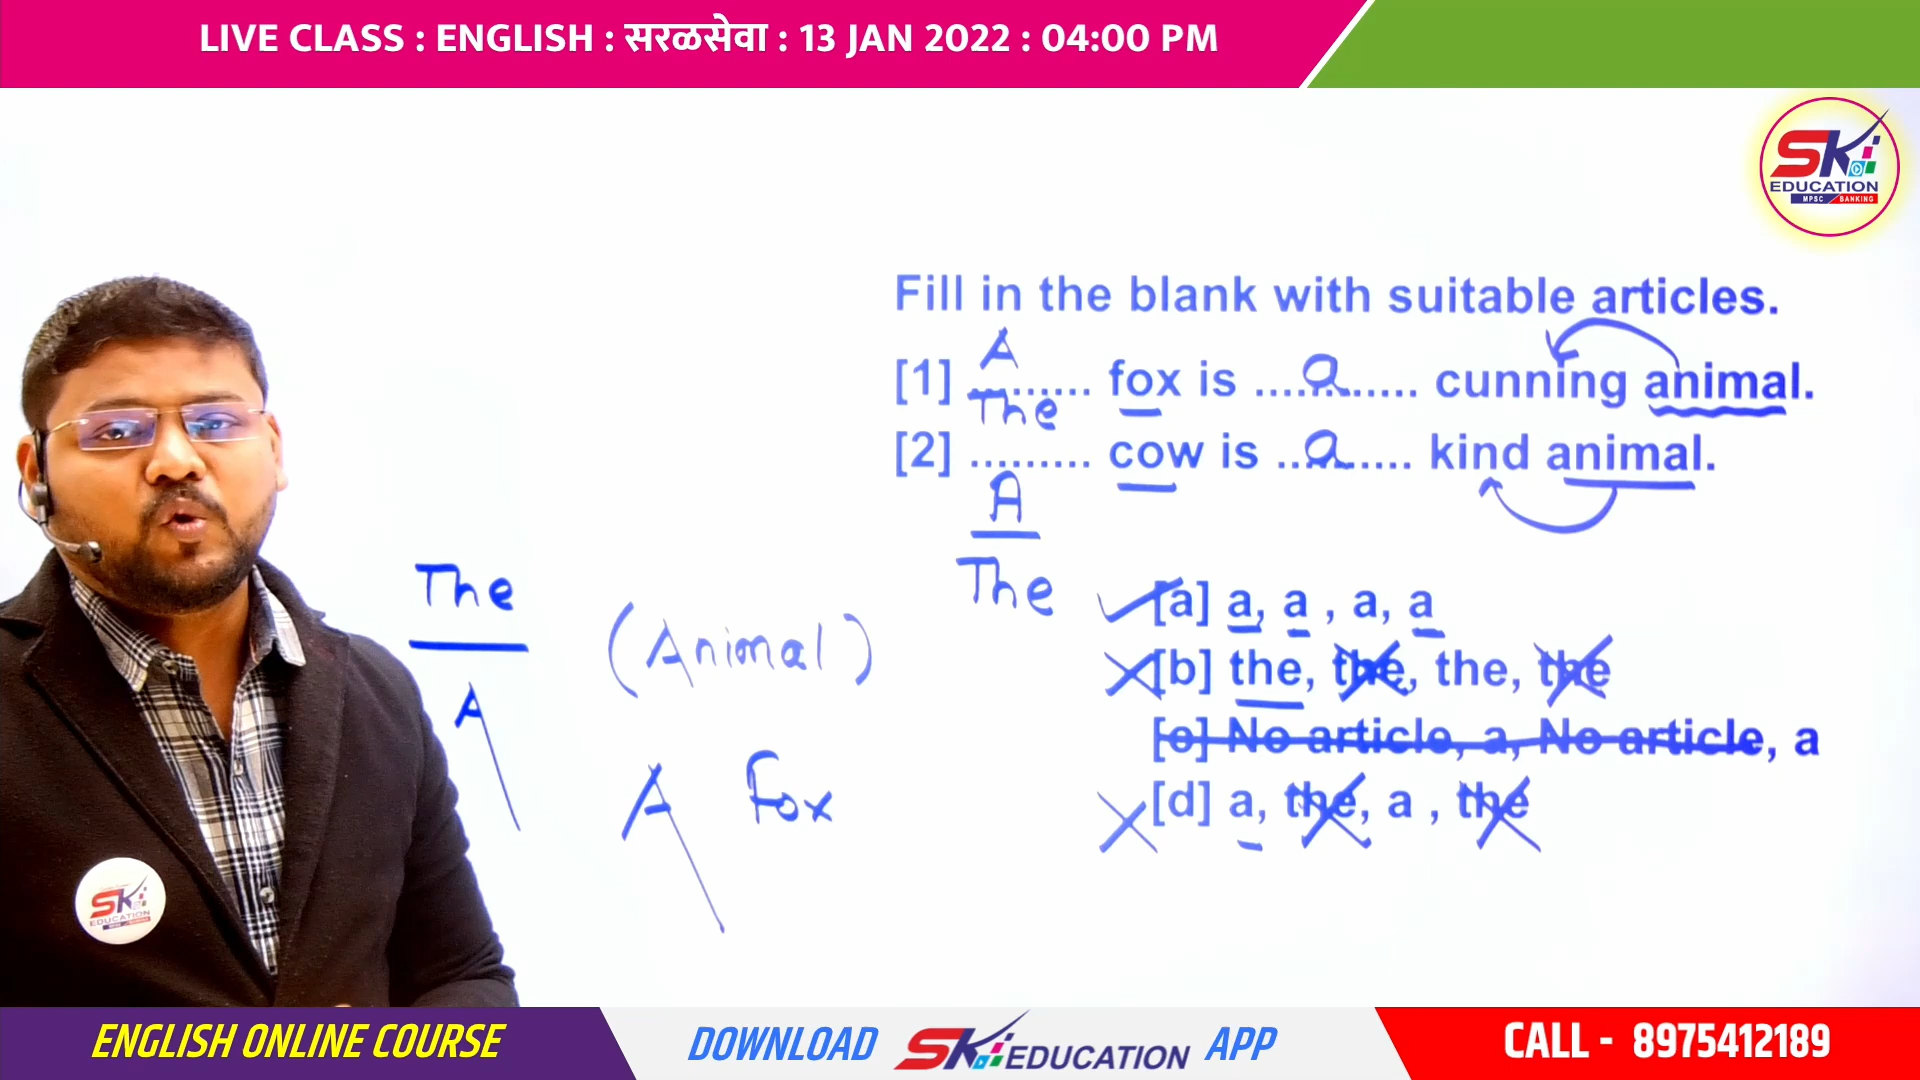 LIVE CLASS : ENGLISH : सरळसेवा : 13 JAN 2022 : 04:00 PM
SK EDUCATION
MPSC BANKING
Fill in the blank with suitable articles.
A
[1] ......... fox is ....a........ cunning animal.
The
[2] ......... cow is ...a....... kind animal.
A
The
[a] a, a , a, a
[b] the, the, the, the
[c] No article, a, No article, a
[d] a, the, a , the
The
A
(Animal)
A Fox
SK EDUCATION
ENGLISH ONLINE COURSE
DOWNLOAD SK EDUCATION APP
CALL - 8975412189